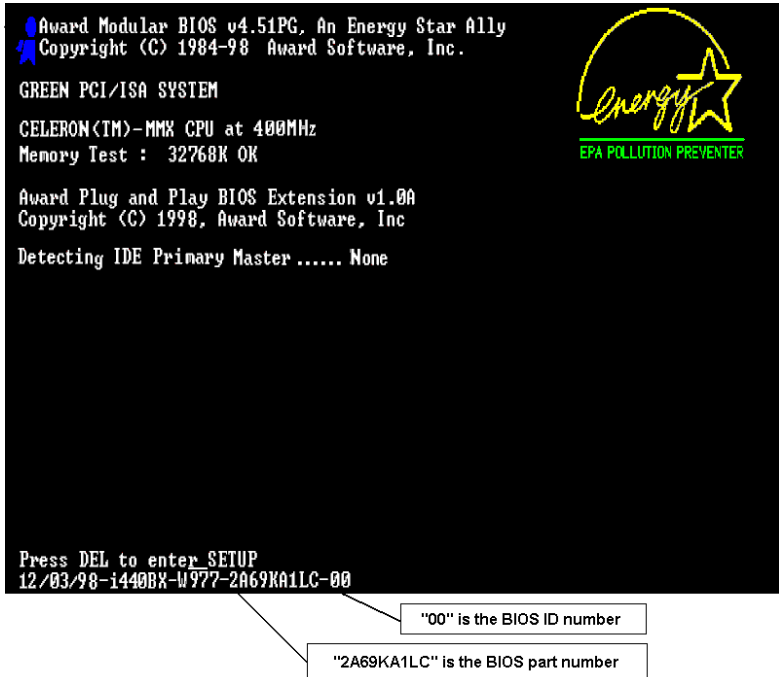 Award Modular BIOS v4.51PG, An Energy Star Ally
Copyright (C) 1984-98 Award Software, Inc.
GREEN PCI/ISA SYSTEM
energy
EPA POLLUTION PREVENTER
CELERON(TM)-MMX CPU at 400MHz
Memory Test : 32768K OK
Award Plug and Play BIOS Extension v1.0A
Copyright (C) 1998, Award Software, Inc
Detecting IDE Primary Master ...... None
Press DEL to enter SETUP
12/03/98-i440BX-W977-2A69KA1LC-00
"00" is the BIOS ID number
"2A69KA1LC" is the BIOS part number